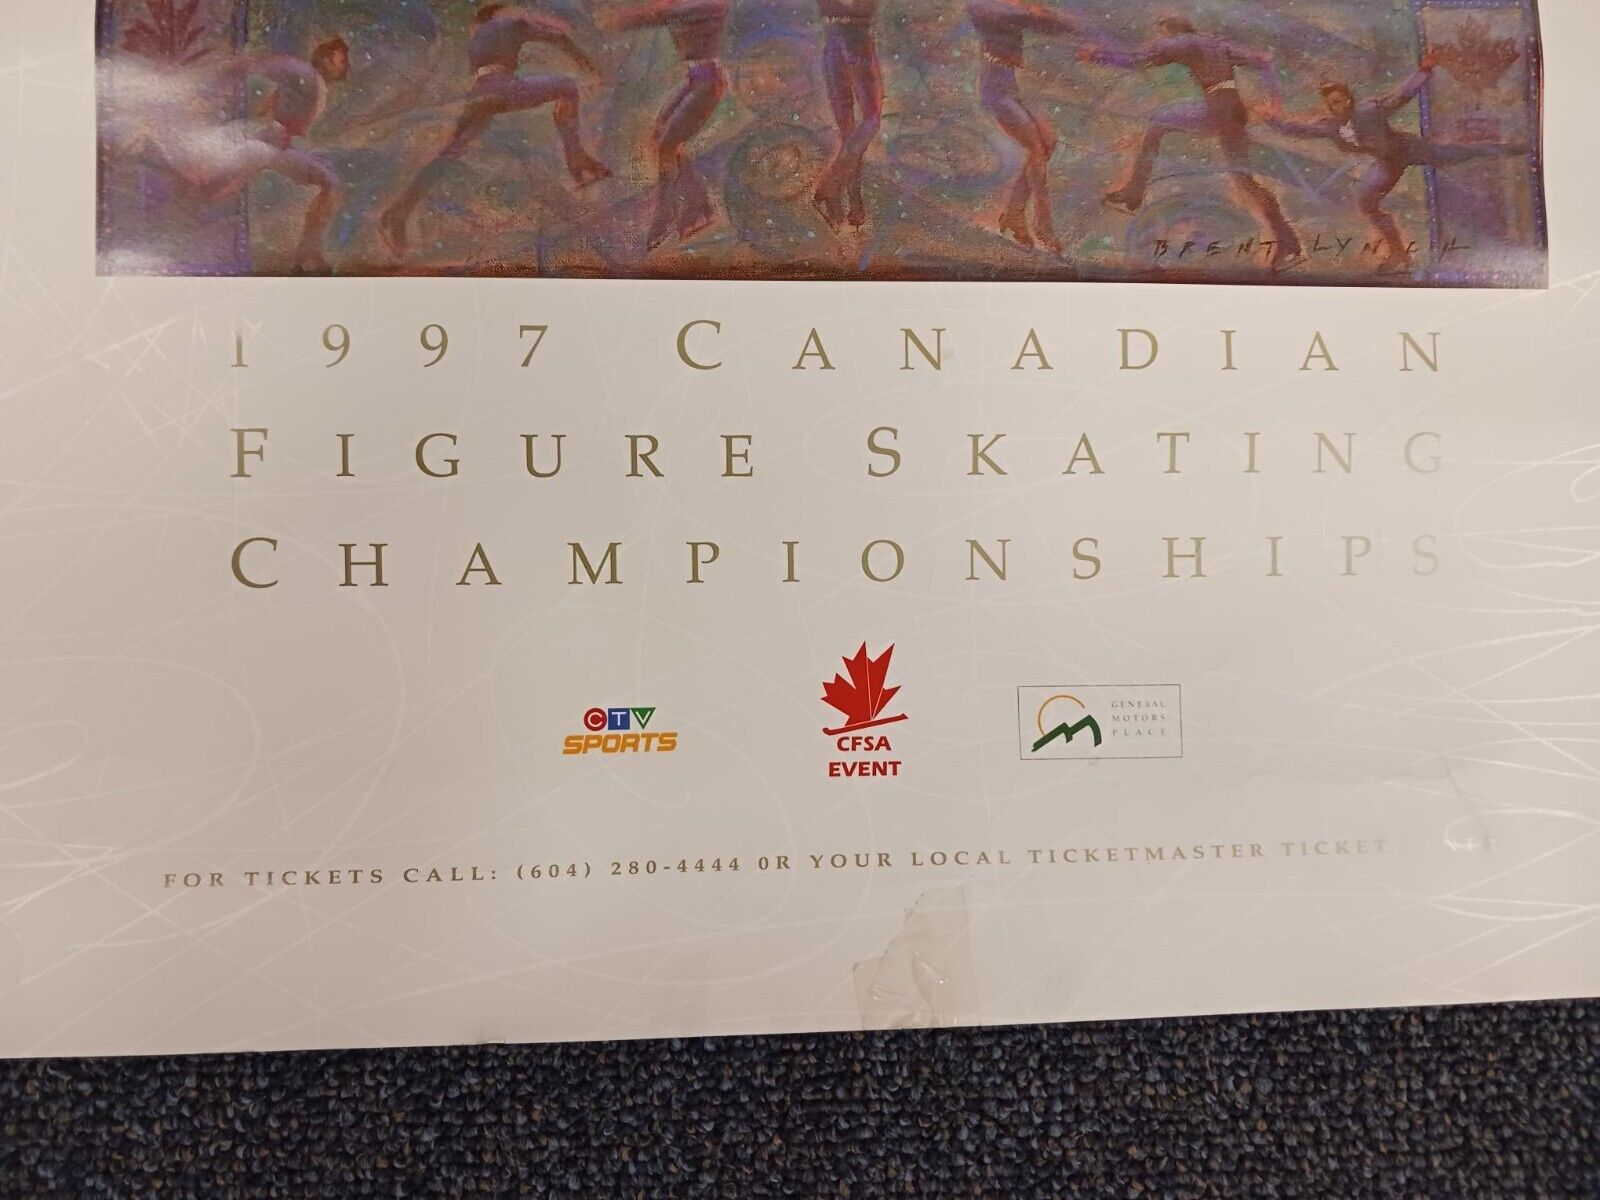 BRENT LYNCH
1997 CANADIAN
FIGURE SKATING
CHAMPIONSHIPS
CTV
SPORTS
CFSA
EVENT
GENERAL
MOTORS
PLACE
FOR TICKETS CALL: (604) 280-4444 0R YOUR LOCAL TICKETMASTER TICKET